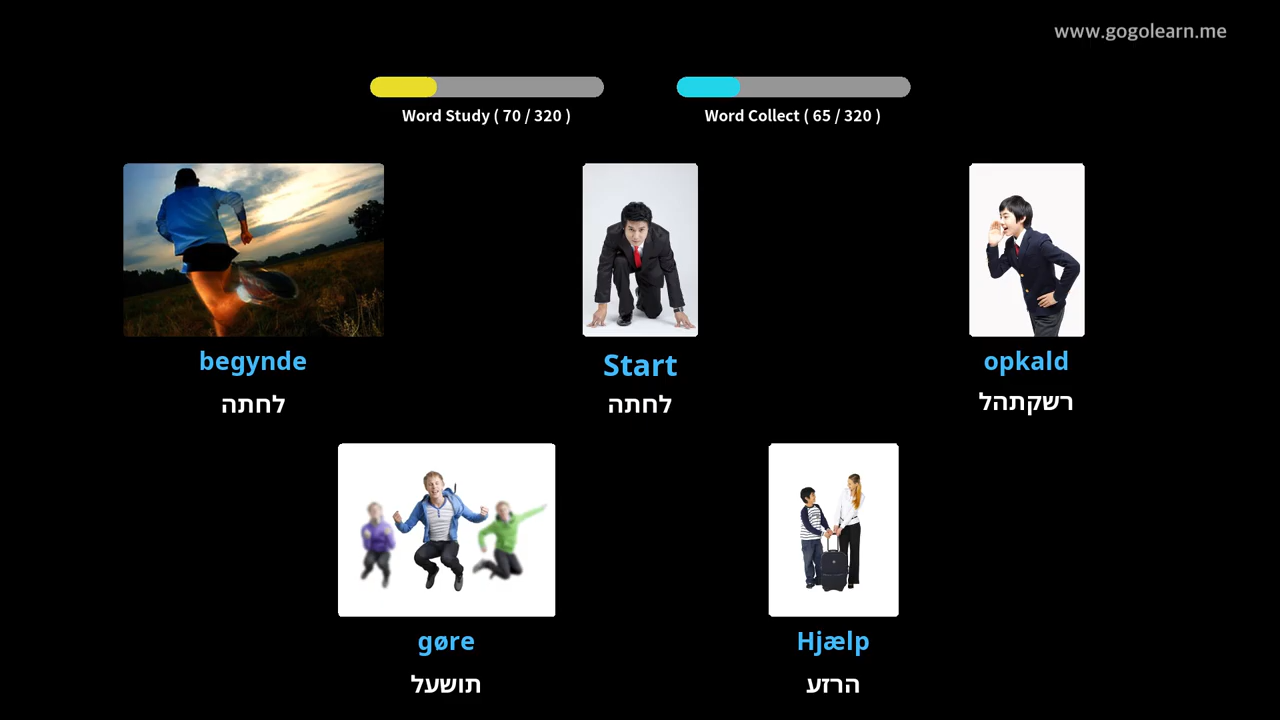 www.gogolearn.me
Word Study ( 70 / 320 )
Word Collect ( 65 / 320 )
begynde
לחתה
Start
לחתה
opkald
רשקתהל
gøre
תושעל
Hjælp
הרזע